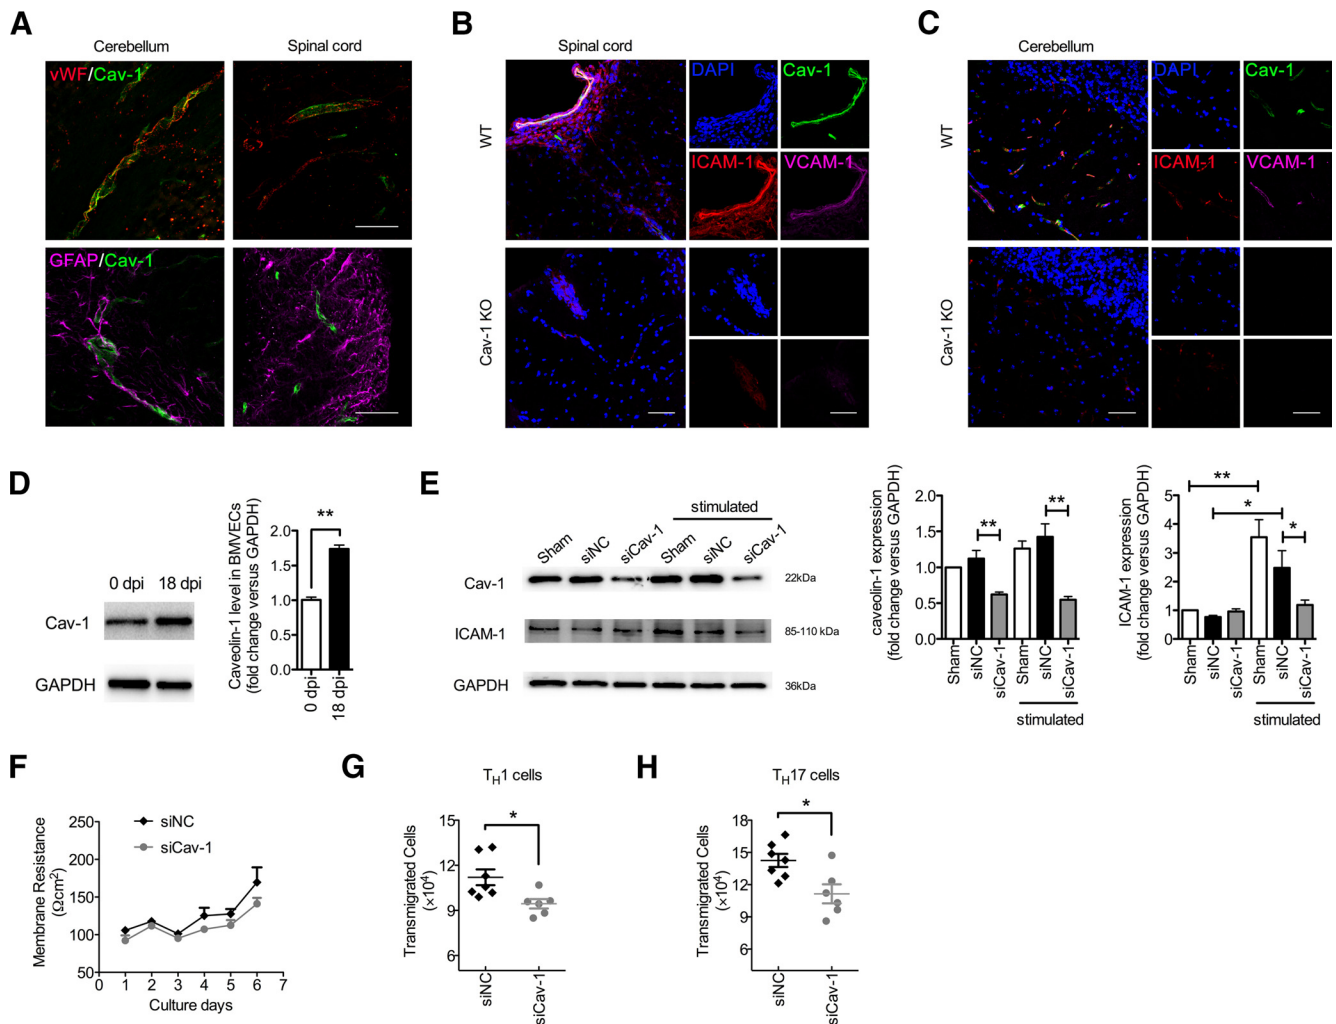 A
Cerebellum
Spinal cord
vWF/Cav-1
GFAP/Cav-1
B
Spinal cord
WT
DAPI
Cav-1
ICAM-1
VCAM-1
Cav-1 KO
C
Cerebellum
WT
DAPI
Cav-1
ICAM-1
VCAM-1
Cav-1 KO
D
0 dpi 18 dpi
Cav-1
GAPDH
Caveolin-1 level in BMVECs
(fold change versus GAPDH)
2.0
1.5
1.0
0.5
0.0
**
0 dpi
18 dpi
E
stimulated
Sham
siNC
siCav-1
Sham
siNC
siCav-1
Cav-1
22kDa
ICAM-1
85-110 kDa
GAPDH
36kDa
caveolin-1 expression
(fold change versus GAPDH)
2.0
1.5
1.0
0.5
0.0
**
**
Sham
siNC
siCav-1
Sham
siNC
siCav-1
stimulated
ICAM-1 expression
(fold change versus GAPDH)
5
4
3
2
1
0
**
*
*
Sham
siNC
siCav-1
Sham
siNC
siCav-1
stimulated
F
siNC
siCav-1
Membrane Resistance
(Ωcm²)
250
200
150
100
50
0 1 2 3 4 5 6 7
Culture days
G
TH1 cells
Transmigrated Cells
(×10⁴)
15
12
9
6
*
siNC
siCav-1
H
TH17 cells
Transmigrated Cells
(×10⁴)
18
15
12
9
6
*
siNC
siCav-1